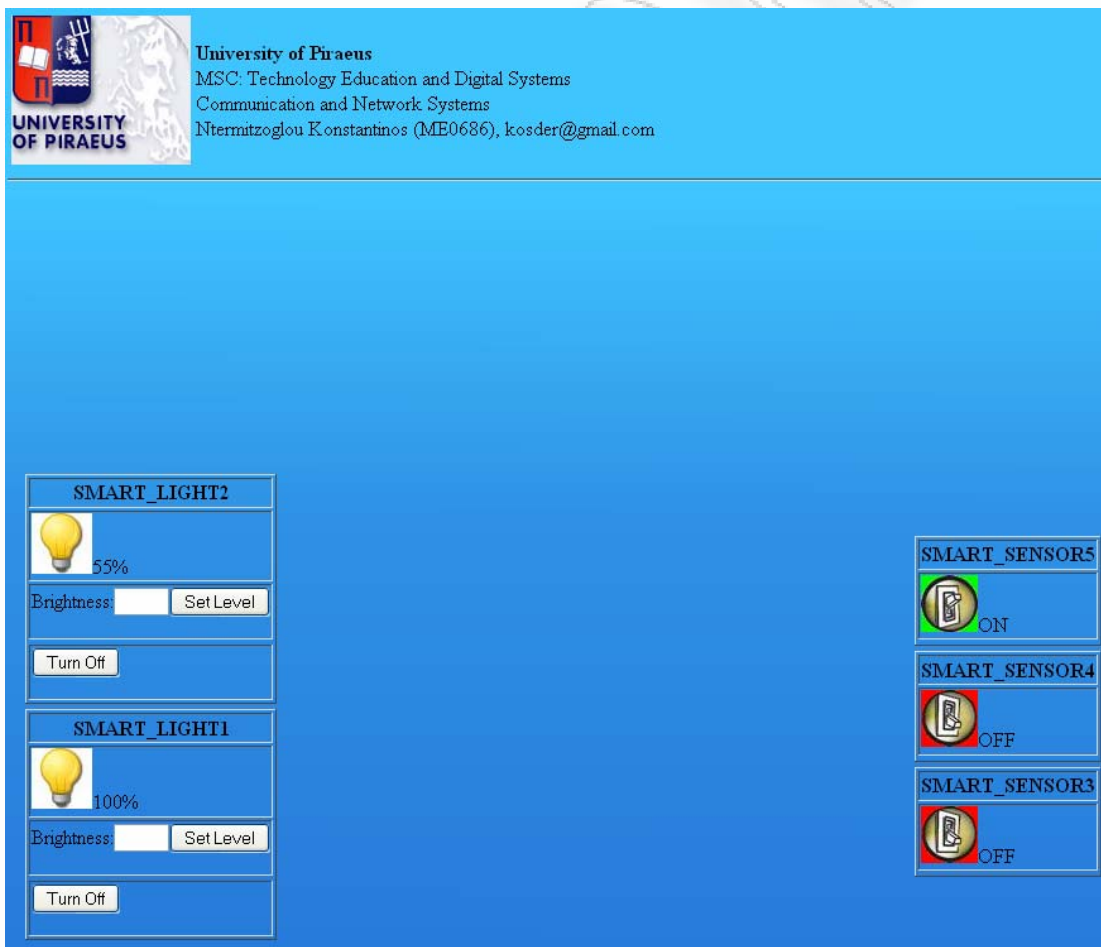 Π
Π
UNIVERSITY
OF PIRAEUS
University of Piraeus
MSC: Technology Education and Digital Systems
Communication and Network Systems
Ntermitzoglou Konstantinos (ME0686), kosder@gmail.com
SMART_LIGHT2
55%
Brightness: Set Level
Turn Off
SMART_LIGHT1
100%
Brightness: Set Level
Turn Off
SMART_SENSOR5
ON
SMART_SENSOR4
OFF
SMART_SENSOR3
OFF